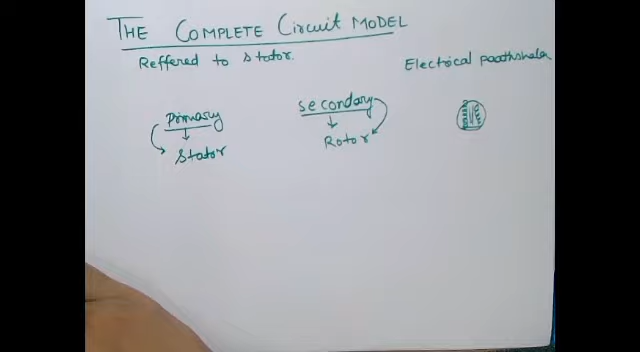 THE COMPLETE Circuit MODEL
Reffered to stator.
Electrical paathshala
primary
secondary
stator
Rotor